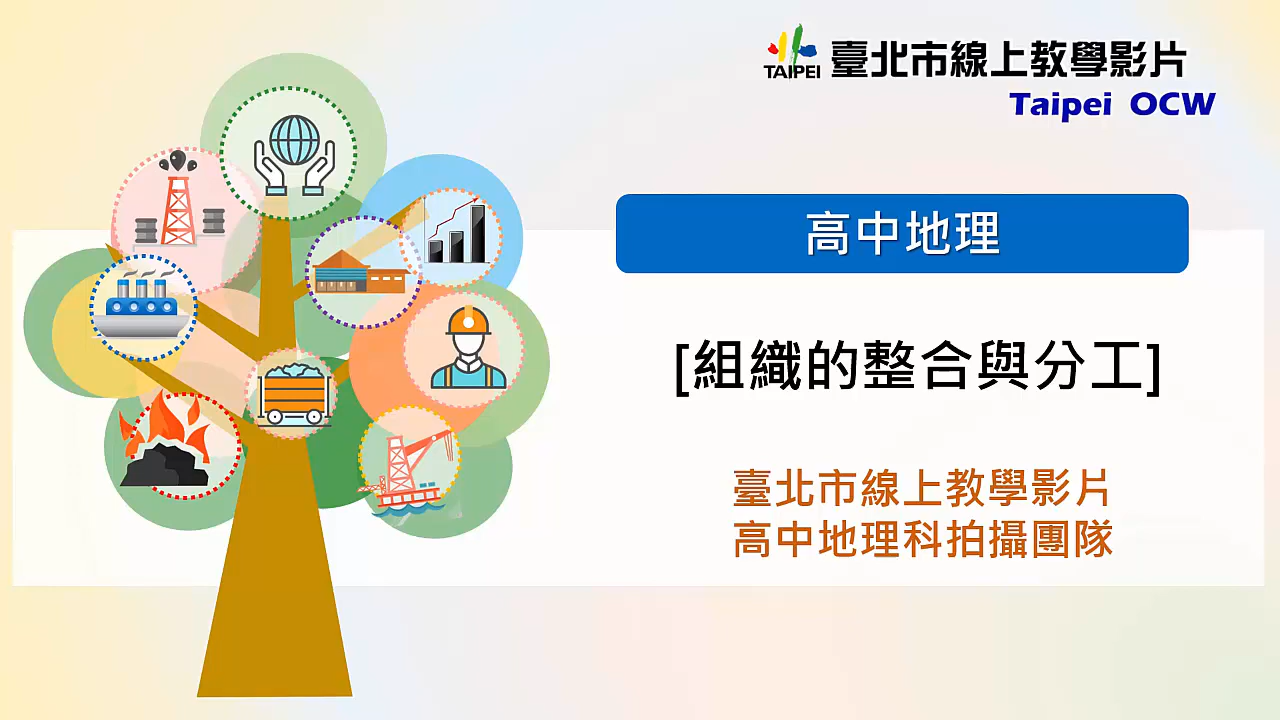 TAIPEI 臺北市線上教學影片
Taipei OCW
高中地理
[組織的整合與分工]
臺北市線上教學影片
高中地理科拍攝團隊